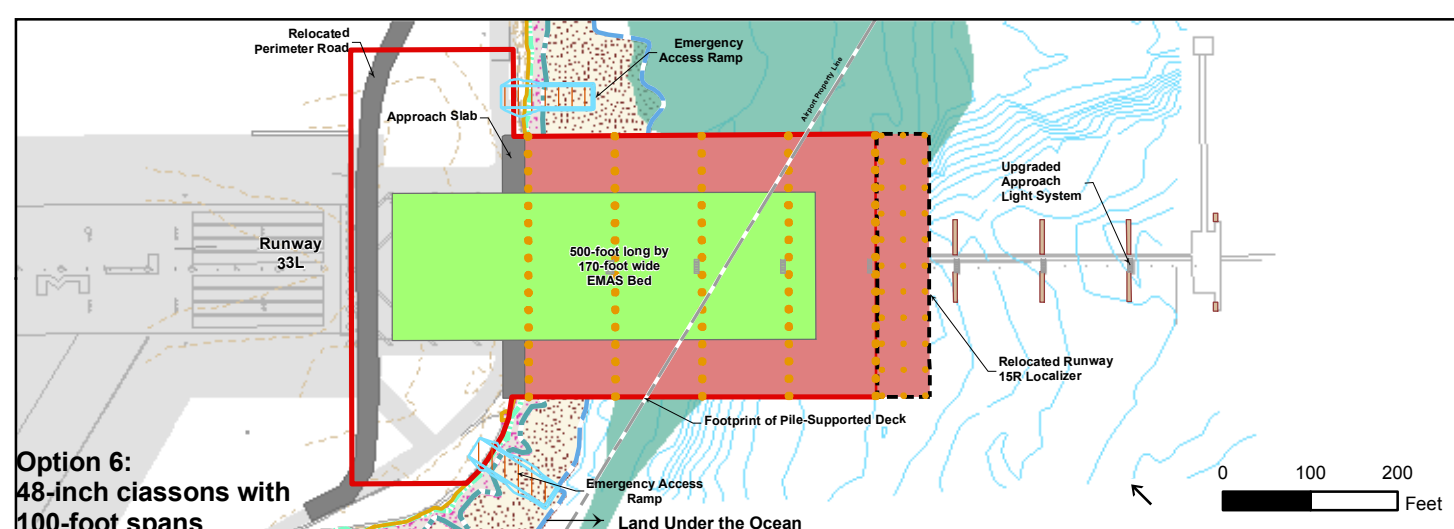 Relocated
Perimeter Road
Emergency
Access Ramp
Airport Property Line
Approach Slab
Upgraded
Approach
Light System
Runway
33L
500-foot long by
170-foot wide
EMAS Bed
Relocated Runway
15R Localizer
Footprint of Pile-Supported Deck
Option 6:
48-inch ciassons with
100-foot spans
Emergency Access
Ramp
Land Under the Ocean
0 100 200
Feet